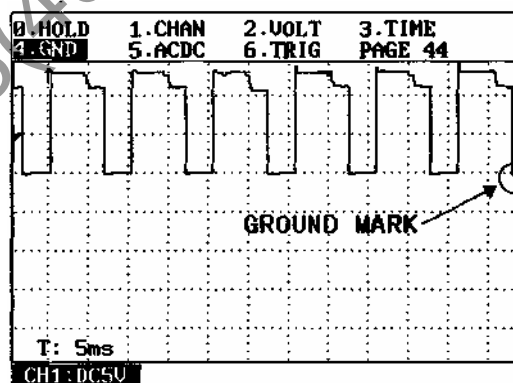 0.HOLD 1.CHAN 2.VOLT 3.TIME
4.GND 5.ACDC 6.TRIG PAGE 44
GROUND MARK
T: 5ms
CH1:DC5V